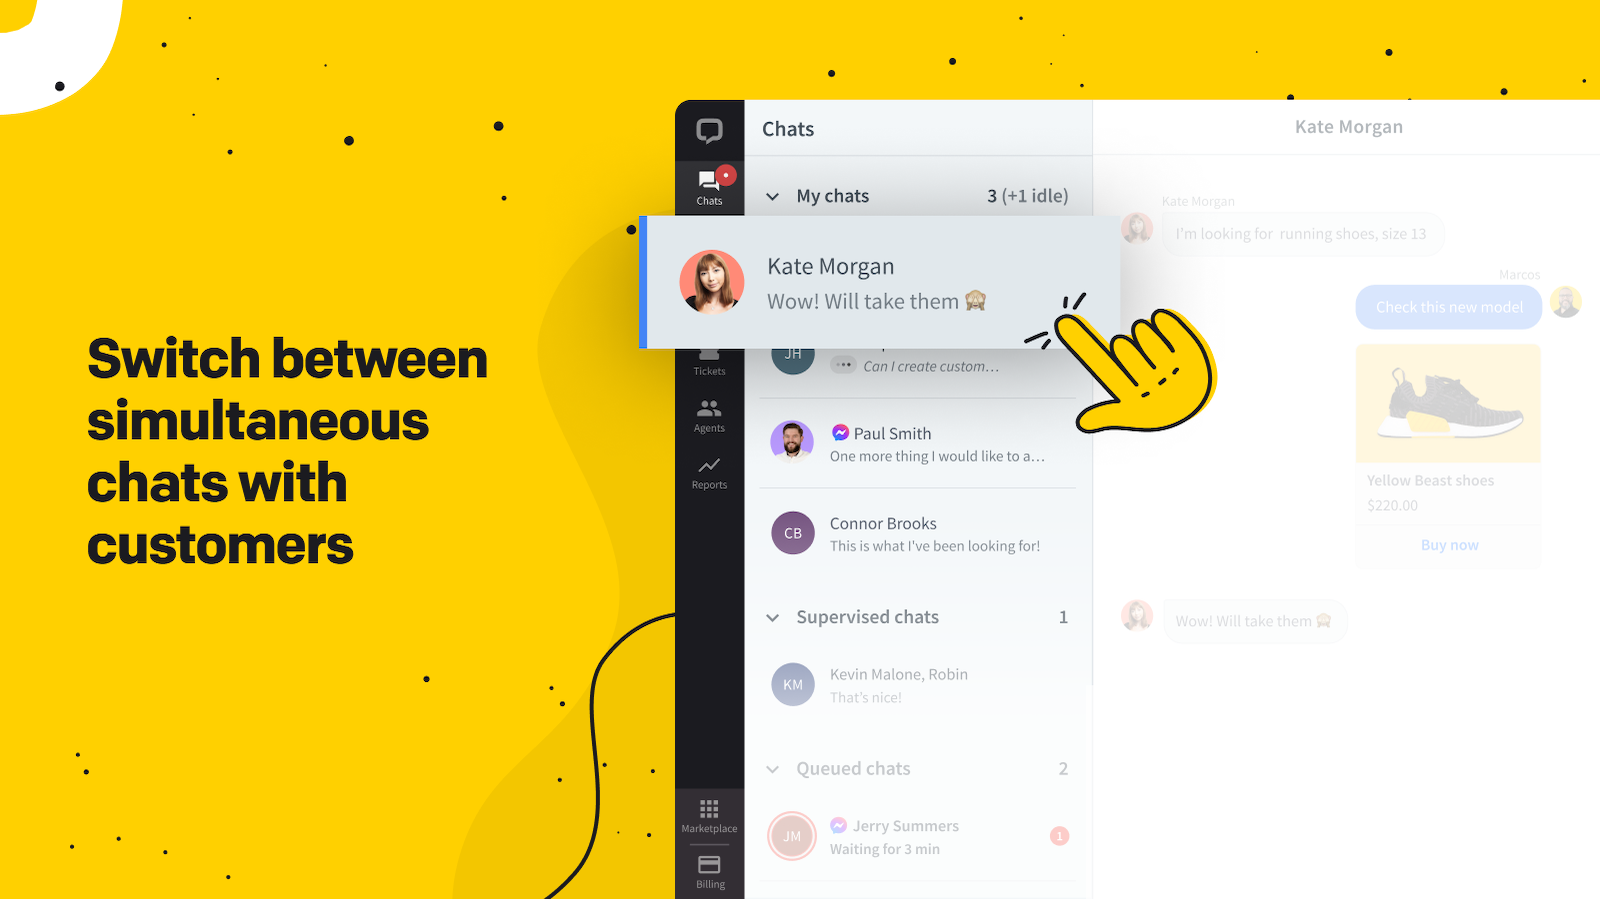 Switch between
simultaneous
chats with
customers
Chats
Tickets
Agents
Reports
Marketplace
Billing
Chats
My chats 3 (+1 idle)
Kate Morgan
Wow! Will take them 🙈
JH
Can I create custom…
Paul Smith
One more thing I would like to a…
CB
Connor Brooks
This is what I've been looking for!
Supervised chats 1
KM
Kevin Malone, Robin
That's nice!
Queued chats 2
JM
Jerry Summers
Waiting for 3 min
1
Kate Morgan
Kate Morgan
I'm looking for running shoes, size 13
Marcos
Check this new model
Yellow Beast shoes
$220.00
Buy now
Wow! Will take them 🙈